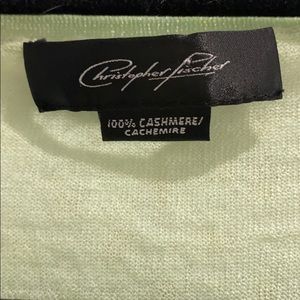 Christopher Fischer
100% CASHMERE/
CACHEMIRE